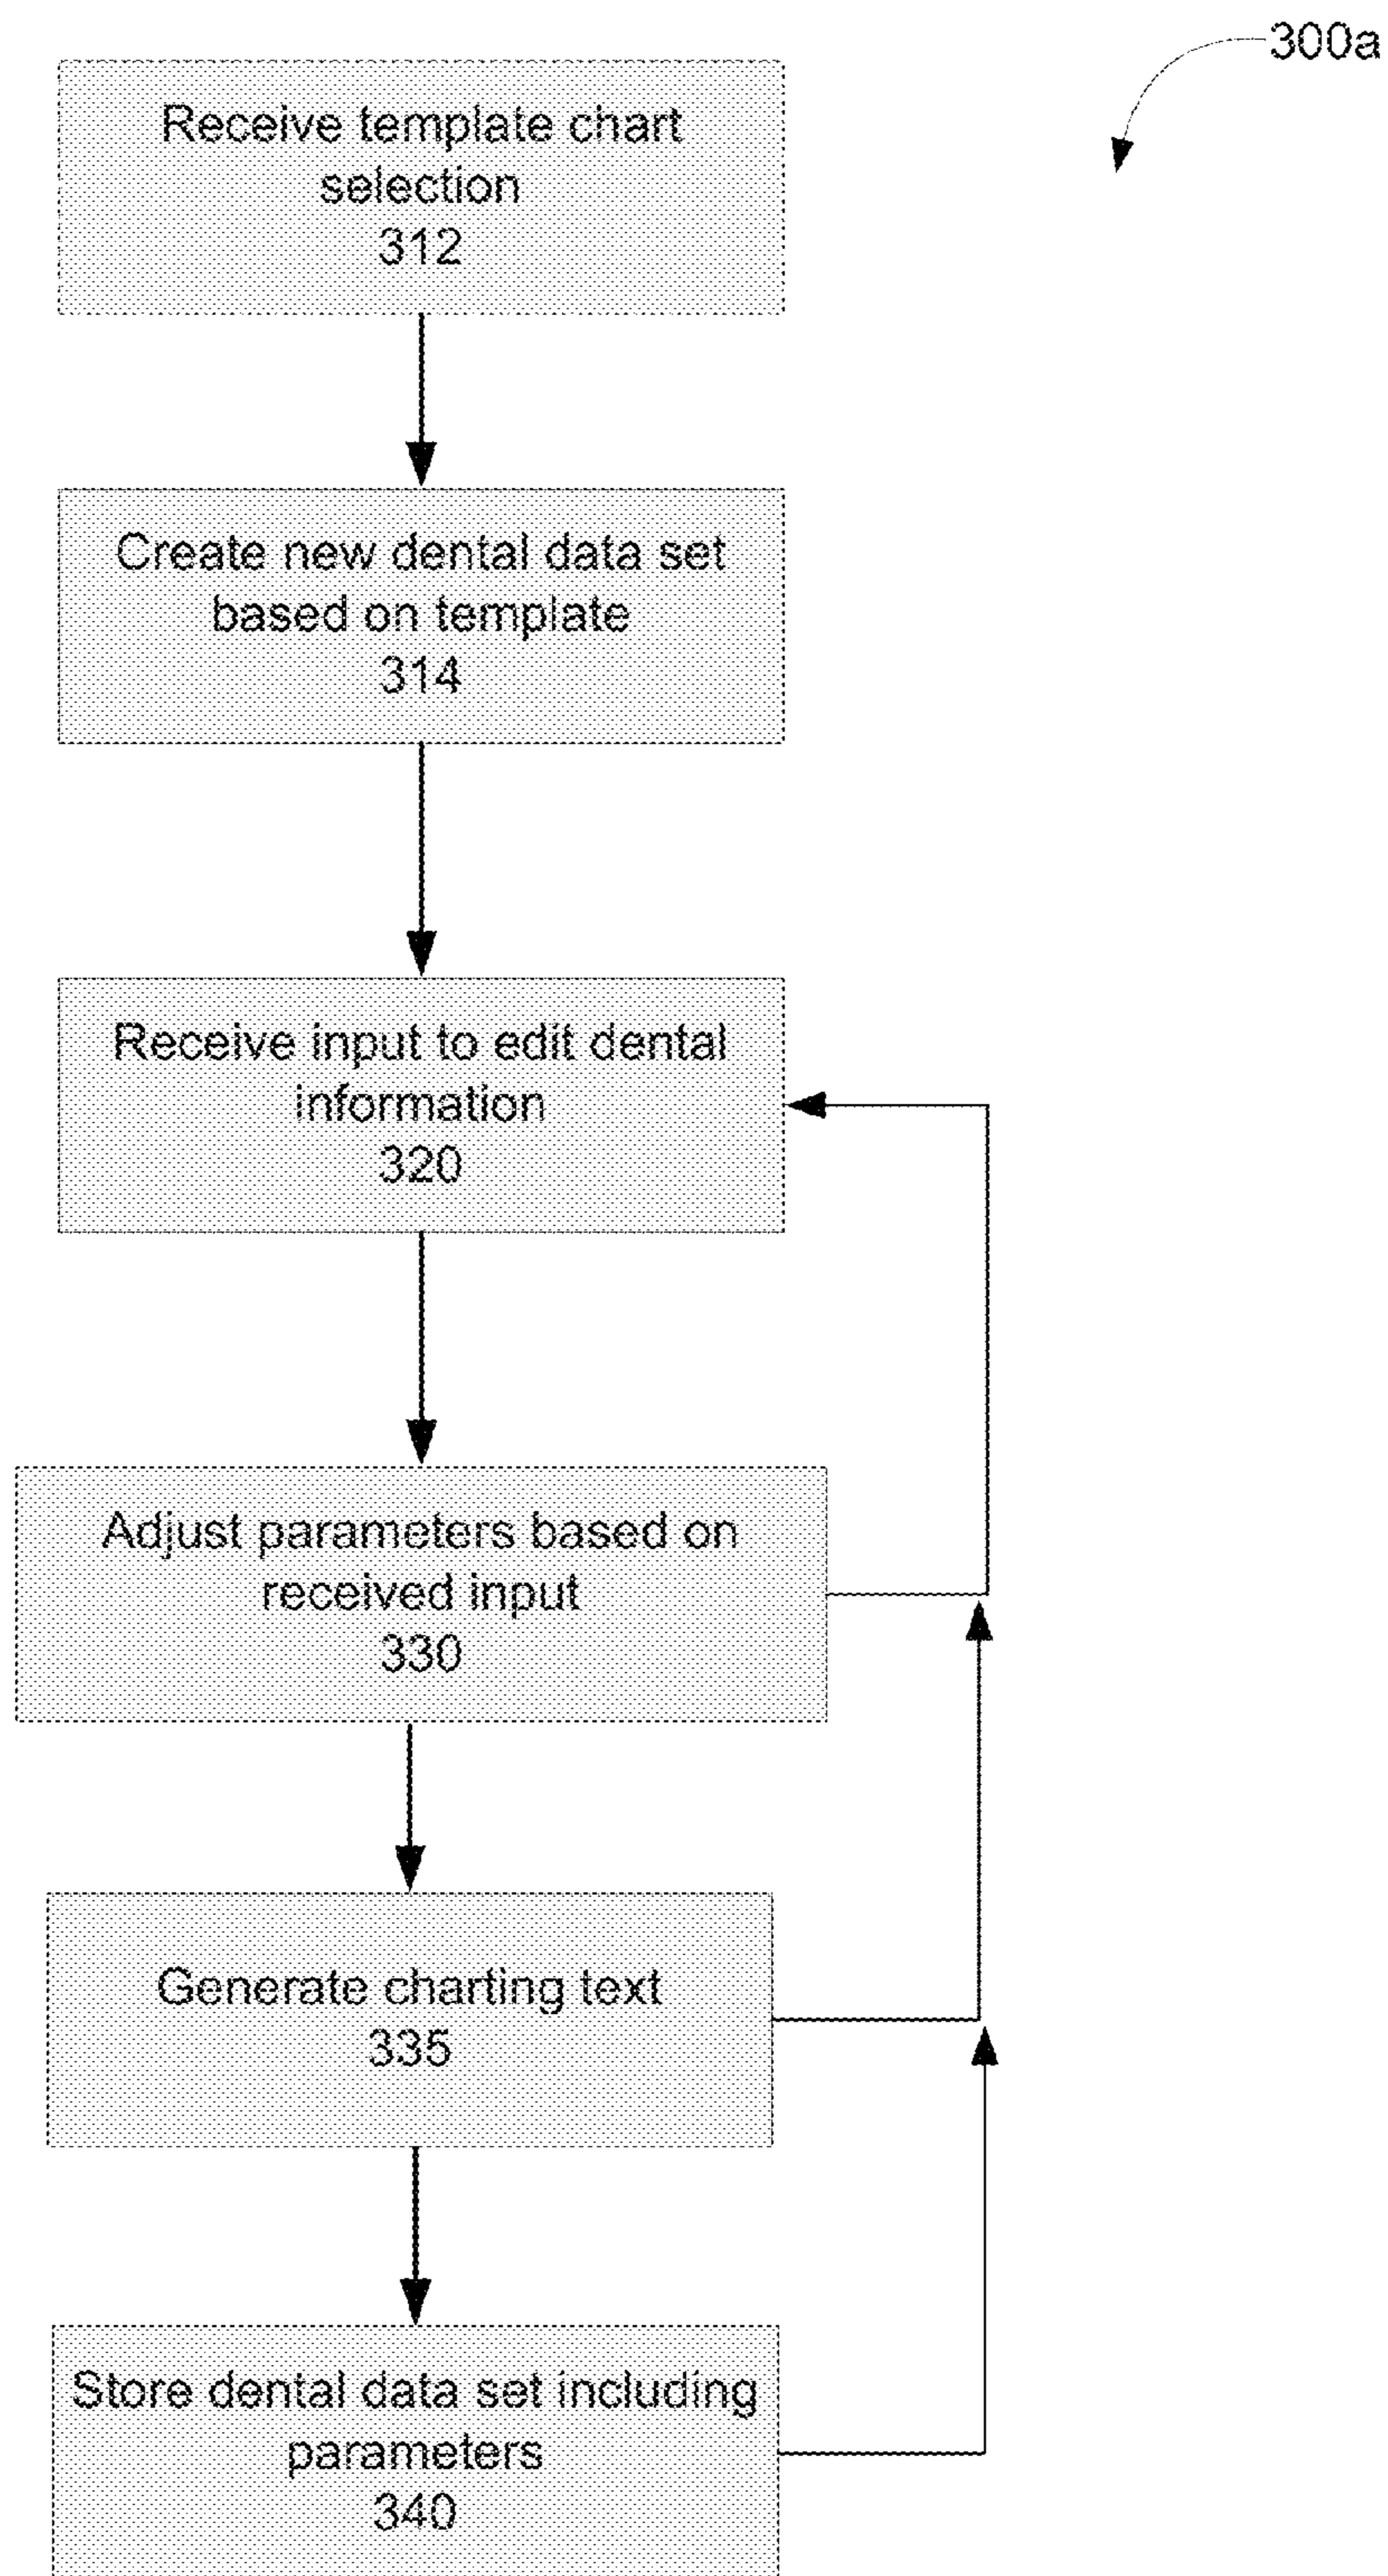 300a
Receive template chart
selection
312
Create new dental data set
based on template
314
Receive input to edit dental
information
320
Adjust parameters based on
received input
330
Generate charting text
335
Store dental data set including
parameters
340